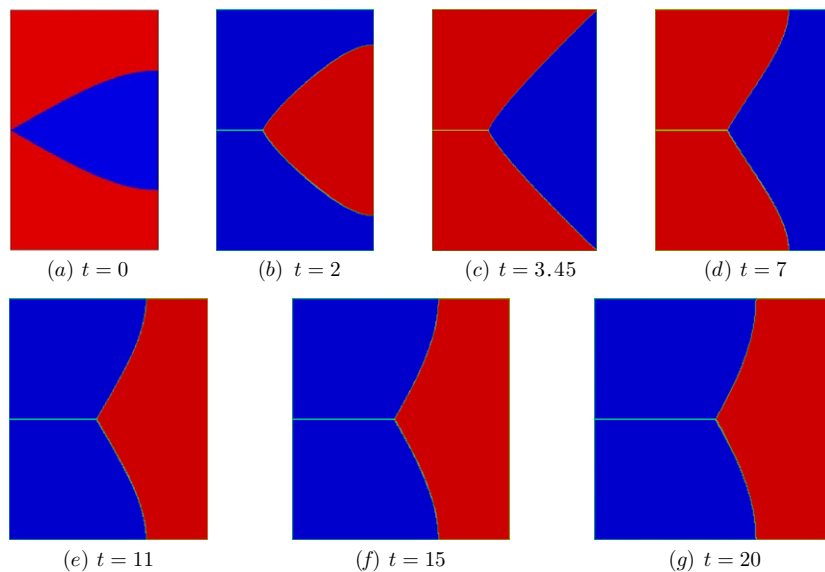 (a) t = 0
(b) t = 2
(c) t = 3.45
(d) t = 7
(e) t = 11
(f) t = 15
(g) t = 20